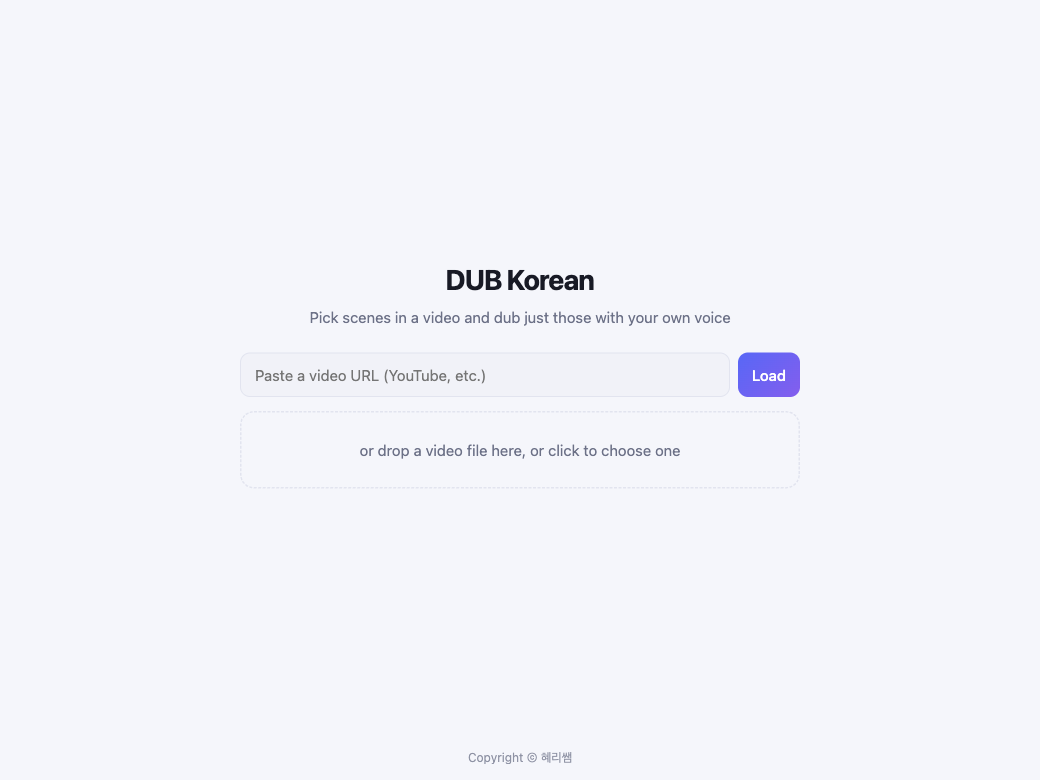 DUB Korean
Pick scenes in a video and dub just those with your own voice
Paste a video URL (YouTube, etc.)
Load
or drop a video file here, or click to choose one
Copyright © 혜리쌤